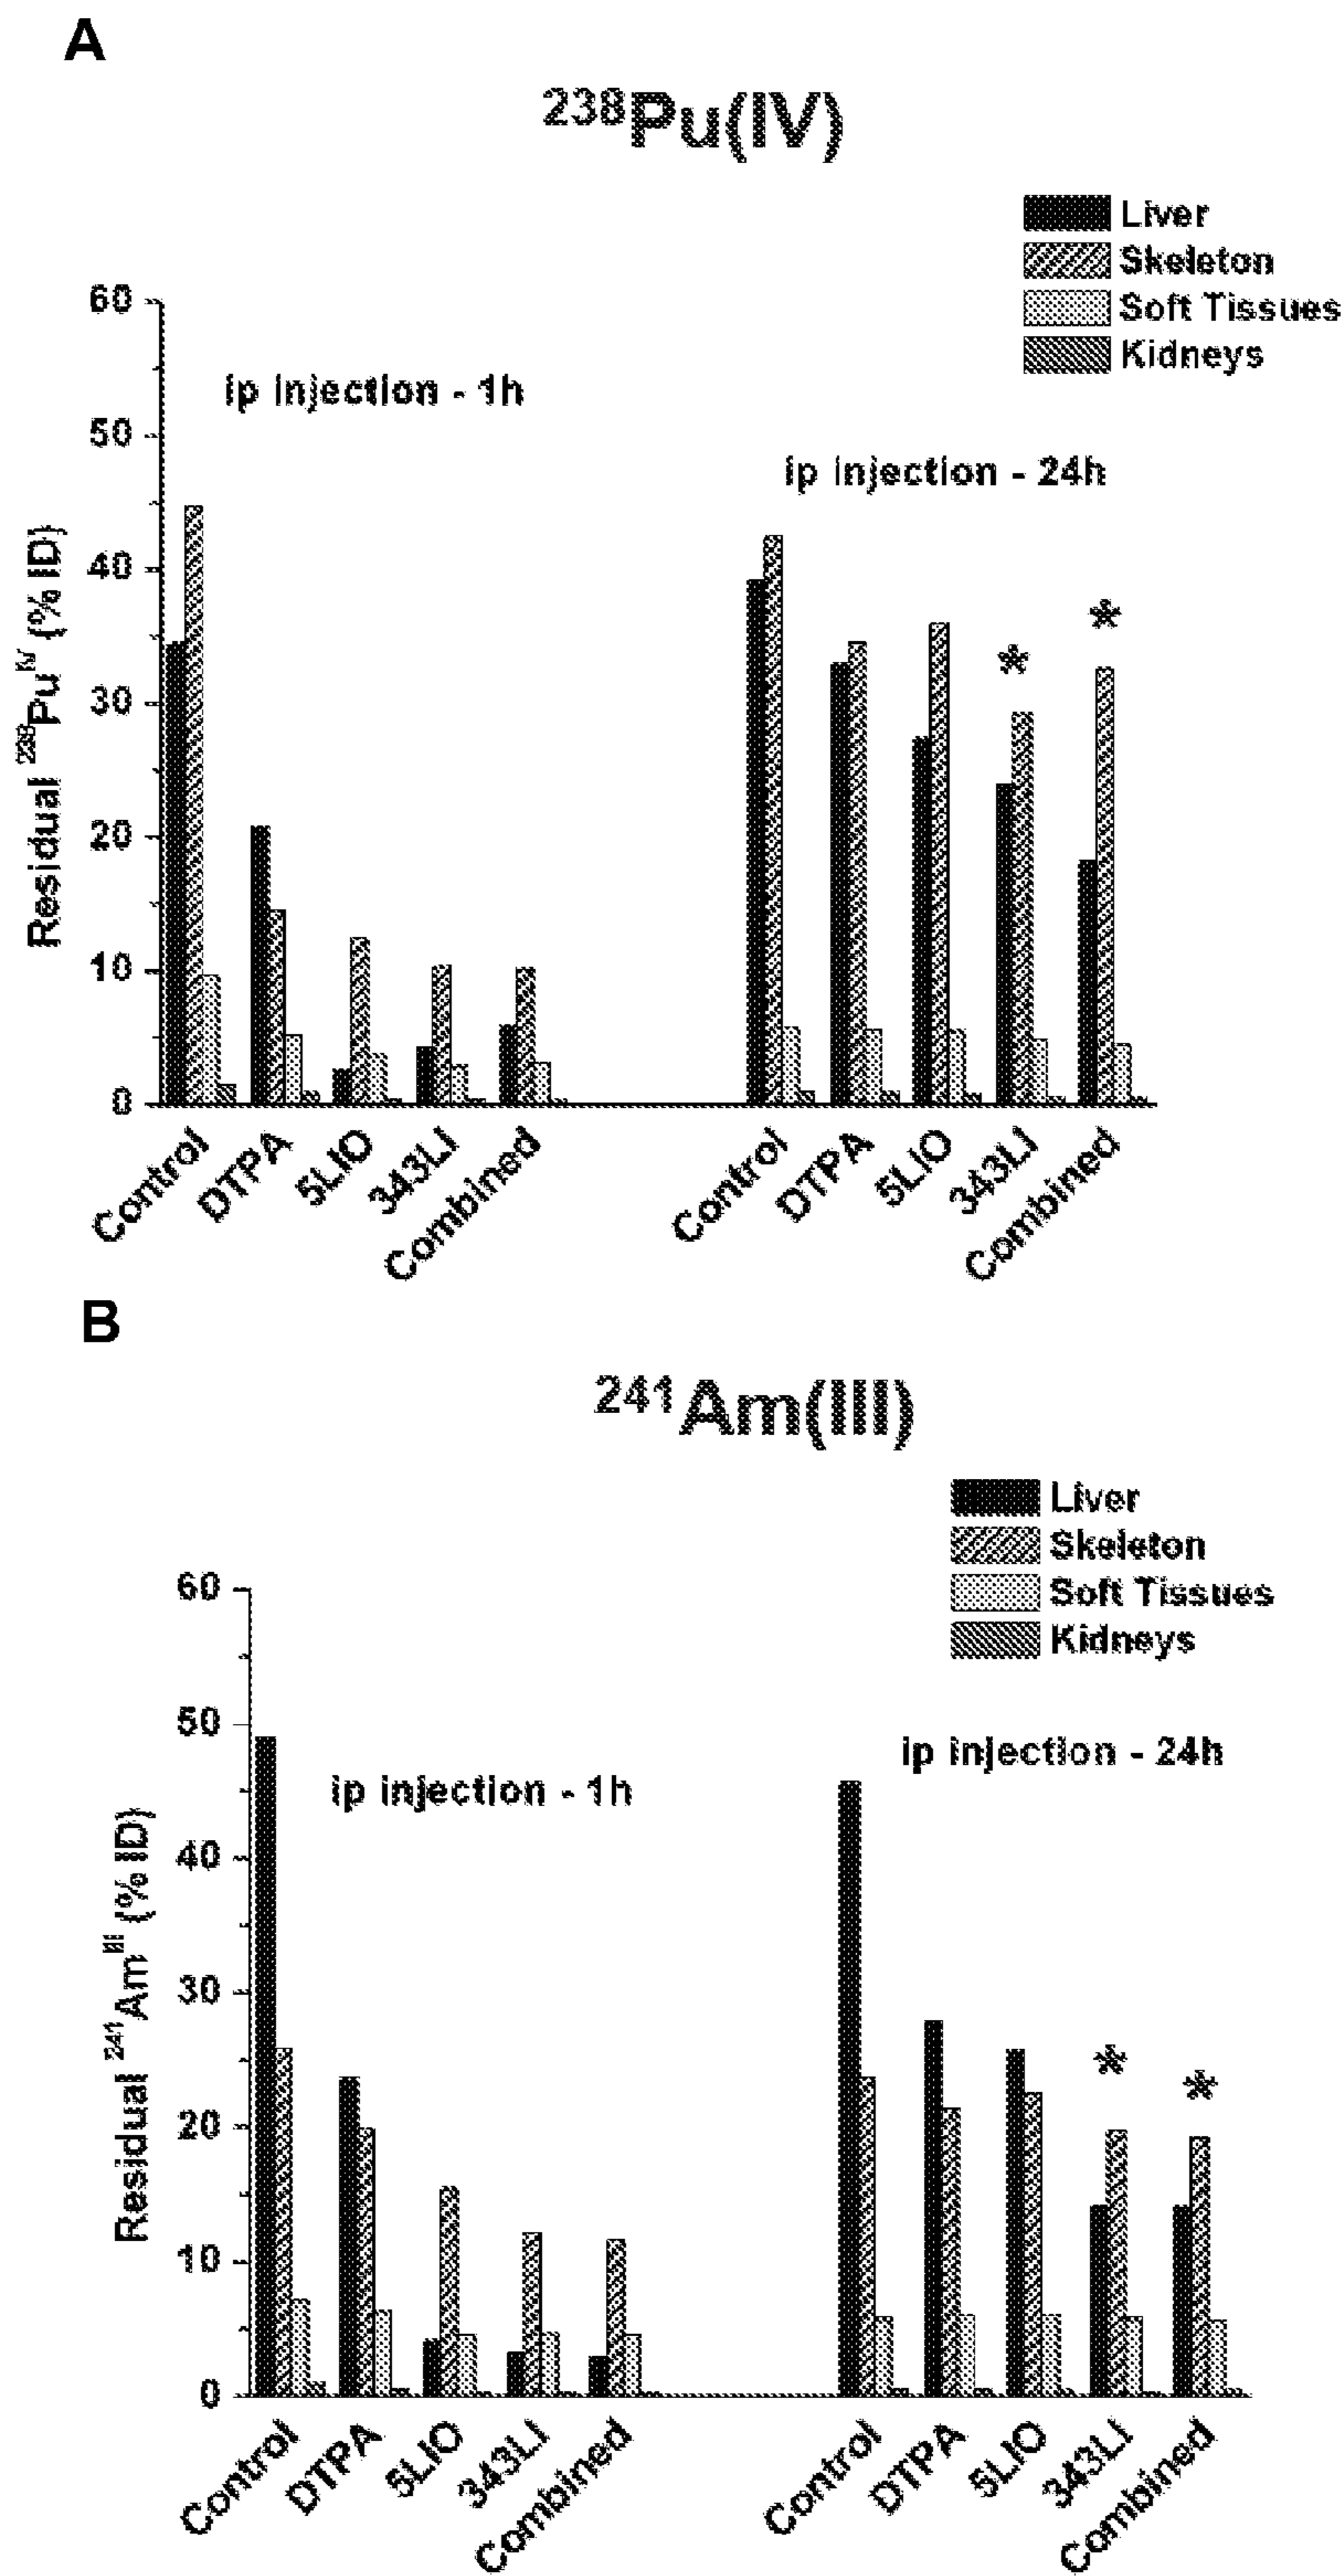 A
²³⁸Pu(IV)
Liver
Skeleton
Soft Tissues
Kidneys
60
50
40
30
20
10
0
Residual ²³⁸Puᴵⱽ (% ID)
ip injection - 1h
ip injection - 24h
*
*
Control
DTPA
5LIO
343LI
Combined
Control
DTPA
5LIO
343LI
Combined
B
²⁴¹Am(III)
Liver
Skeleton
Soft Tissues
Kidneys
60
50
40
30
20
10
0
Residual ²⁴¹Amᴵᴵᴵ (% ID)
ip injection - 1h
ip injection - 24h
*
*
Control
DTPA
5LIO
343LI
Combined
Control
DTPA
5LIO
343LI
Combined